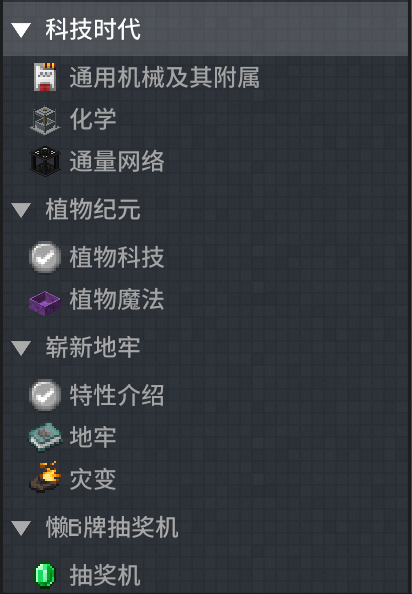 科技时代
通用机械及其附属
化学
通量网络
植物纪元
植物科技
植物魔法
崭新地牢
特性介绍
地牢
灾变
懒B牌抽奖机
抽奖机